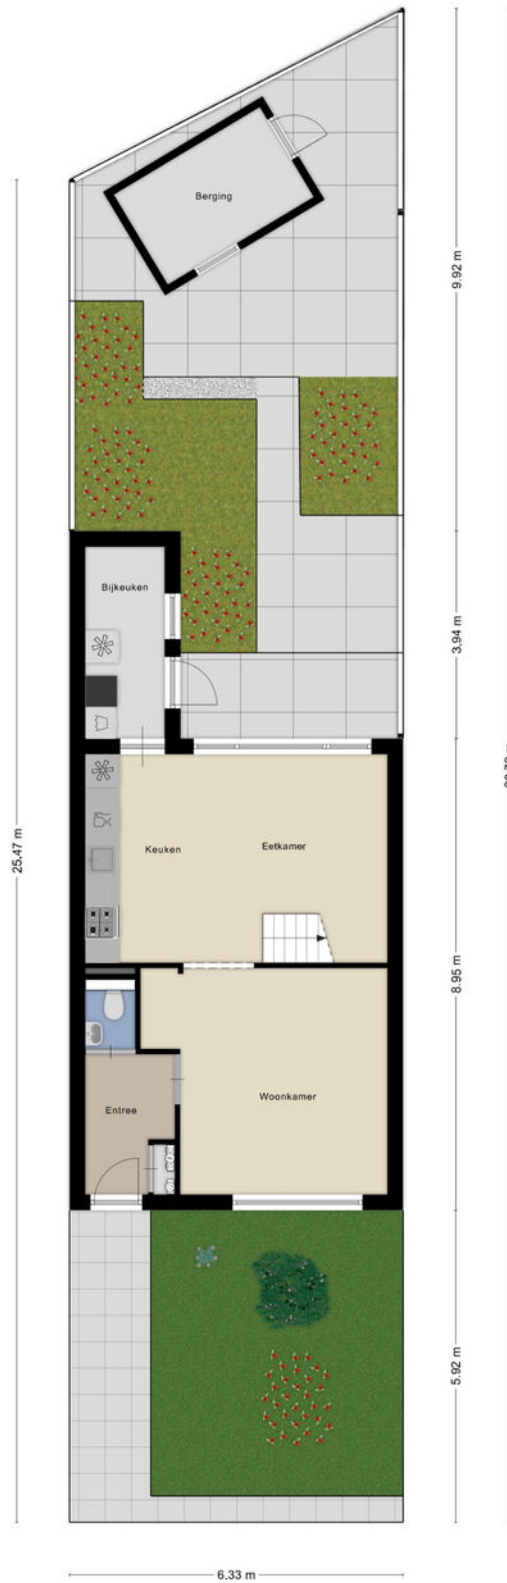 Berging
9.92 m
Bijkeuken
3.94 m
25.47 m
Keuken
Eetkamer
8.95 m
Entree
Woonkamer
5.92 m
6.33 m